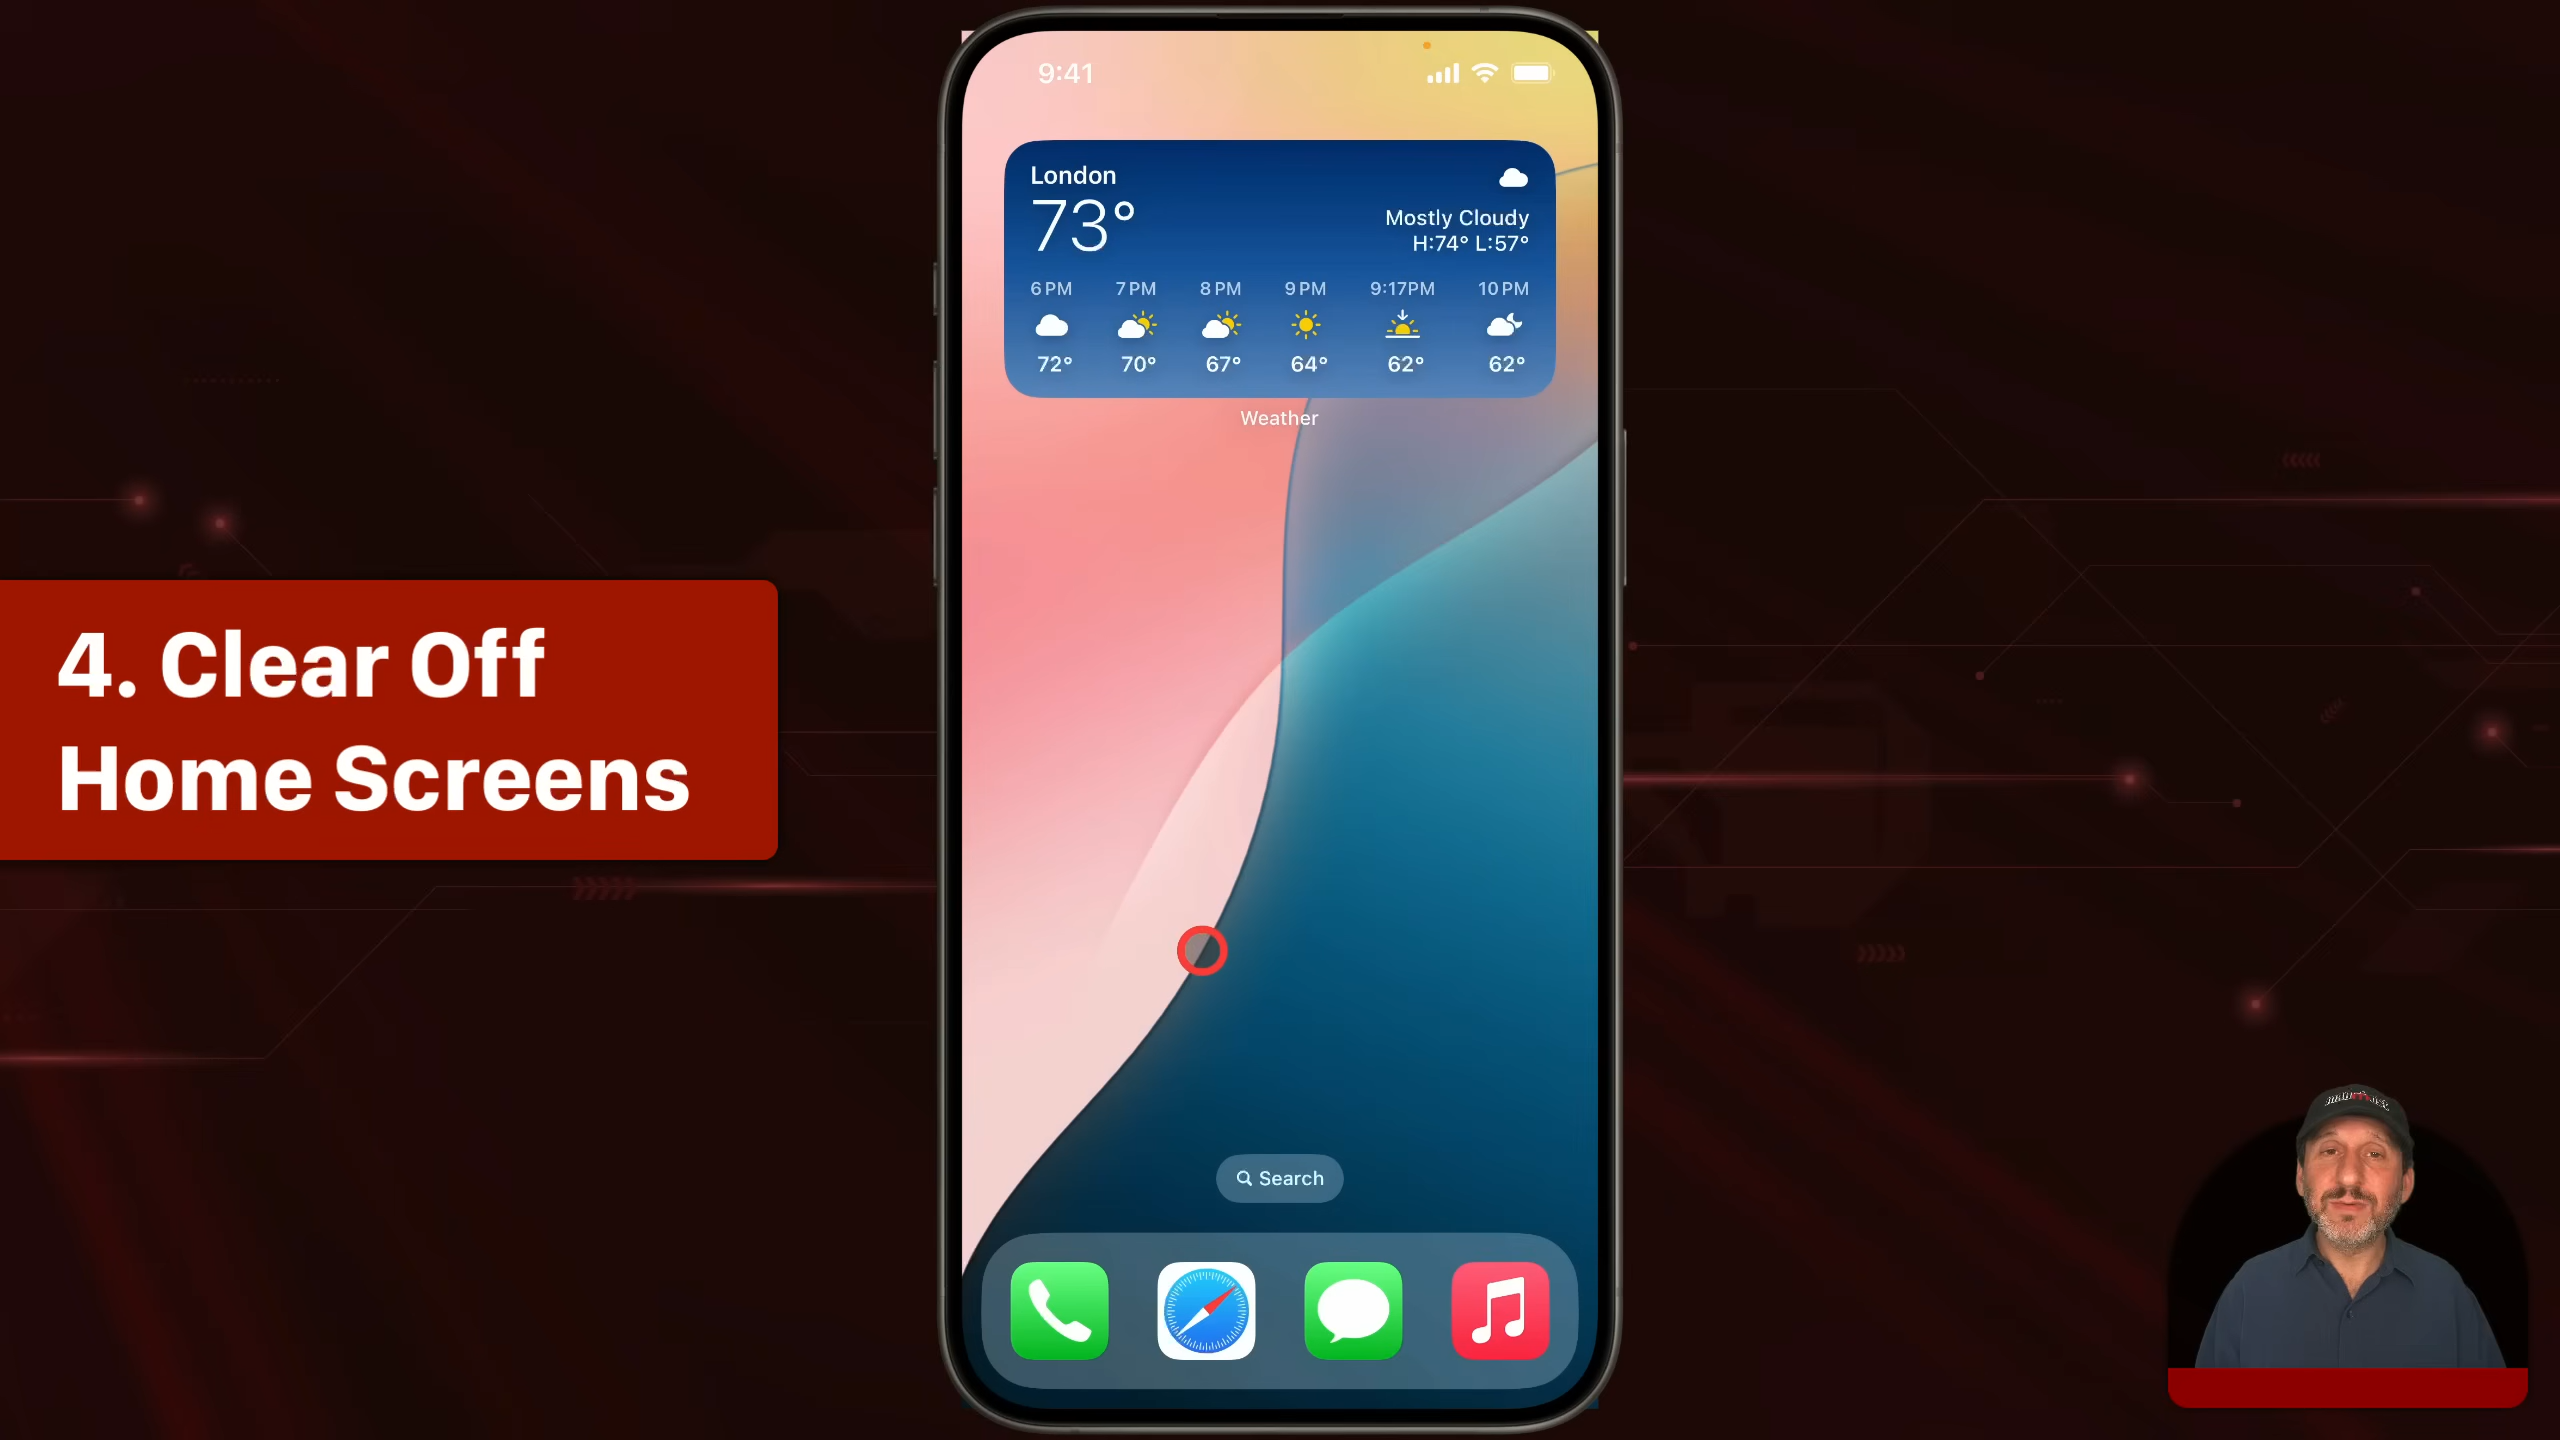 4. Clear Off
Home Screens
9:41
London
73°
Mostly Cloudy
H:74° L:57°
6 PM 7 PM 8 PM 9 PM 9:17PM 10 PM
72° 70° 67° 64° 62° 62°
Weather
Search